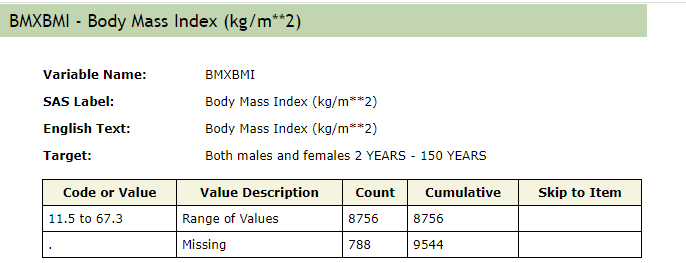 BMXBMI - Body Mass Index (kg/m**2)
Variable Name: BMXBMI
SAS Label: Body Mass Index (kg/m**2)
English Text: Body Mass Index (kg/m**2)
Target: Both males and females 2 YEARS - 150 YEARS
Code or Value Value Description Count Cumulative Skip to Item
11.5 to 67.3 Range of Values 8756 8756
. Missing 788 9544